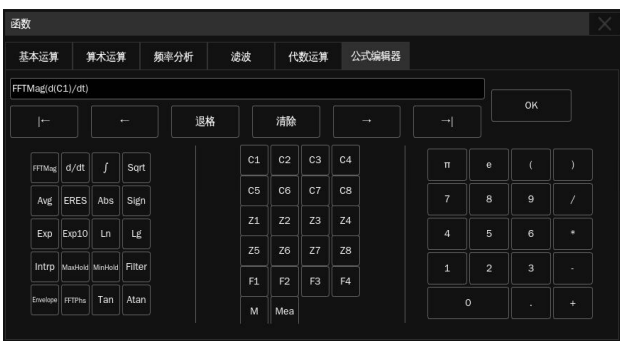 函数
基本运算 算术运算 频率分析 滤波 代数运算 公式编辑器
FFTMag(d(C1)/dt)
OK
|← ← 退格 清除 → →|
FFTMag d/dt ∫ Sqrt
Avg ERES Abs Sign
Exp Exp10 Ln Lg
Intrp MaxHold MinHold Filter
Envelope FFTPhs Tan Atan
C1 C2 C3 C4
C5 C6 C7 C8
Z1 Z2 Z3 Z4
Z5 Z6 Z7 Z8
F1 F2 F3 F4
M Mea
π e ( )
7 8 9 /
4 5 6 *
1 2 3 -
0 . +